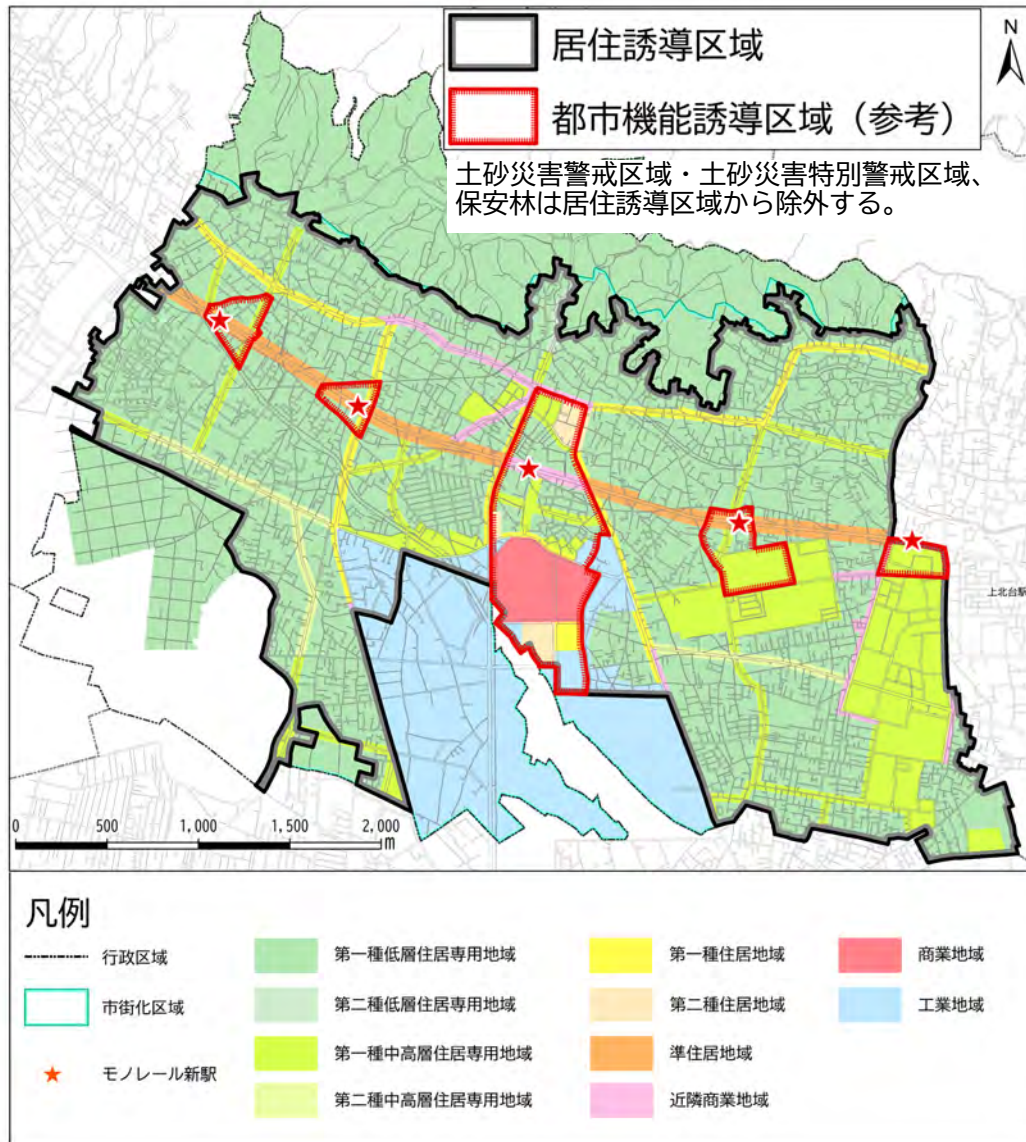 居住誘導区域
N
都市機能誘導区域（参考）
土砂災害警戒区域・土砂災害特別警戒区域、
保安林は居住誘導区域から除外する。
上北台駅
0 500 1,000 1,500 2,000
m
凡例
行政区域
市街化区域
モノレール新駅
第一種低層住居専用地域
第二種低層住居専用地域
第一種中高層住居専用地域
第二種中高層住居専用地域
第一種住居地域
第二種住居地域
準住居地域
近隣商業地域
商業地域
工業地域